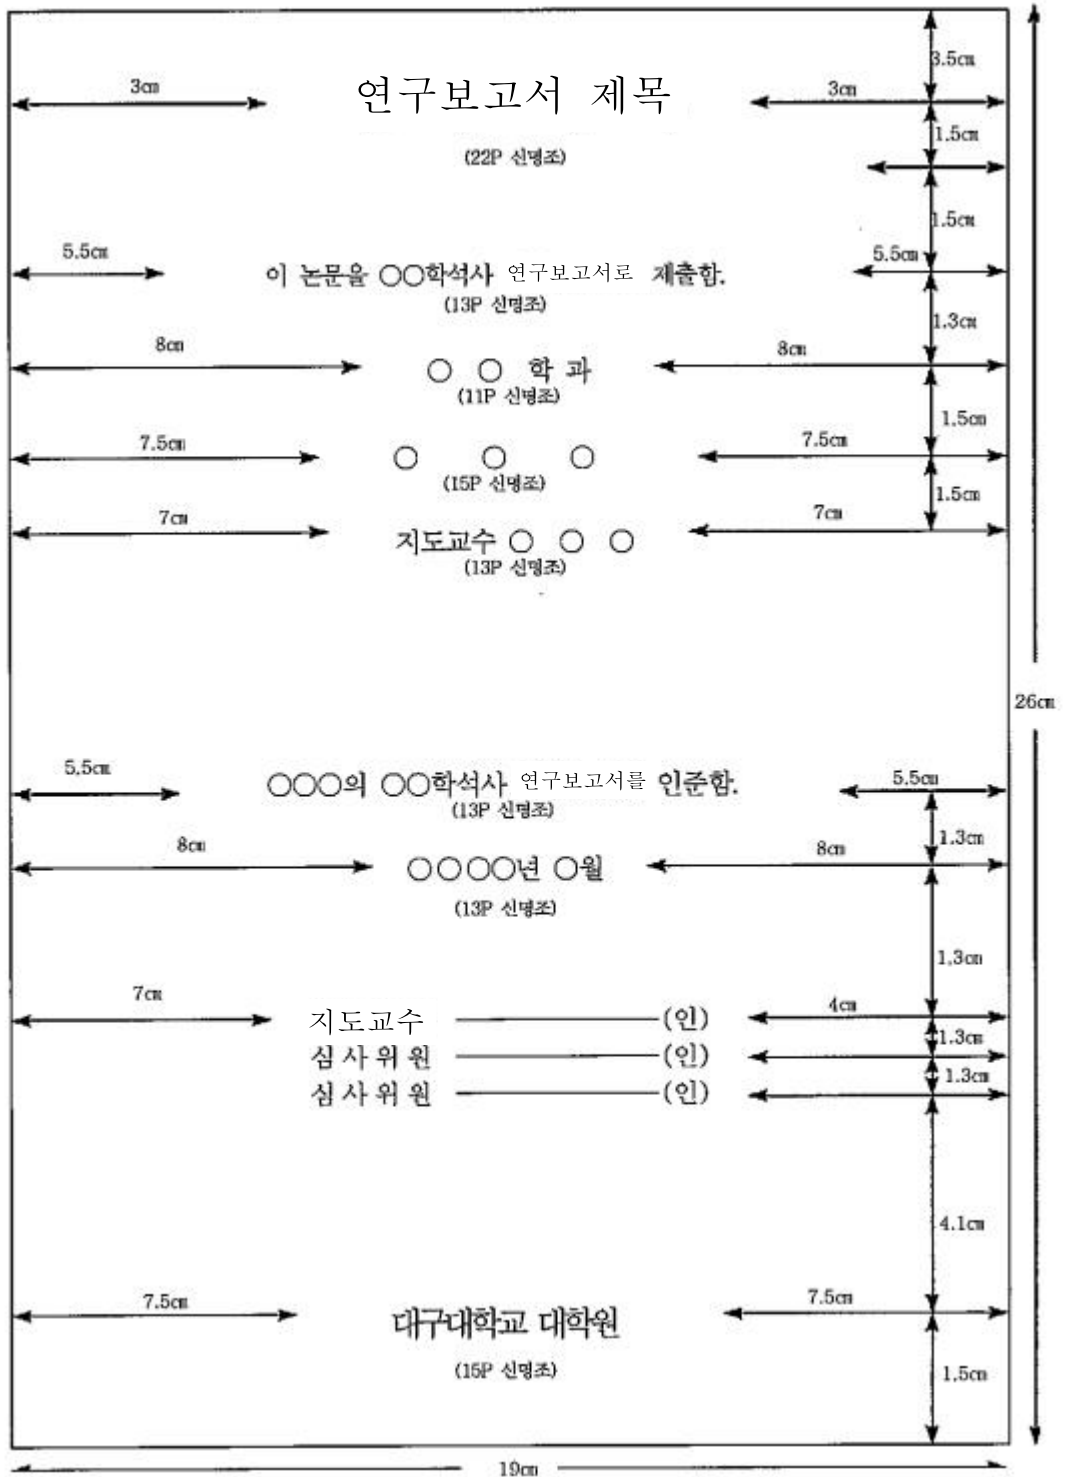 3.5㎝
3㎝ 연구보고서 제목 3㎝
1.5㎝
(22P 신명조)
1.5㎝
5.5㎝ 5.5㎝
이 논문을 ○○학석사 연구보고서로 제출함.
(13P 신명조)
1.3㎝
8㎝ 8㎝
○ ○ 학 과
(11P 신명조)
1.5㎝
7.5㎝ 7.5㎝
○ ○ ○
(15P 신명조)
1.5㎝
7㎝ 7㎝
지도교수 ○ ○ ○
(13P 신명조)
26㎝
5.5㎝ 5.5㎝
○○○의 ○○학석사 연구보고서를 인준함.
(13P 신명조)
1.3㎝
8㎝ 8㎝
○○○○년 ○월
(13P 신명조)
1.3㎝
7㎝ 4㎝
지도교수 (인)
1.3㎝
심사위원 (인)
1.3㎝
심사위원 (인)
4.1㎝
7.5㎝ 7.5㎝
대구대학교 대학원
(15P 신명조)
1.5㎝
19㎝